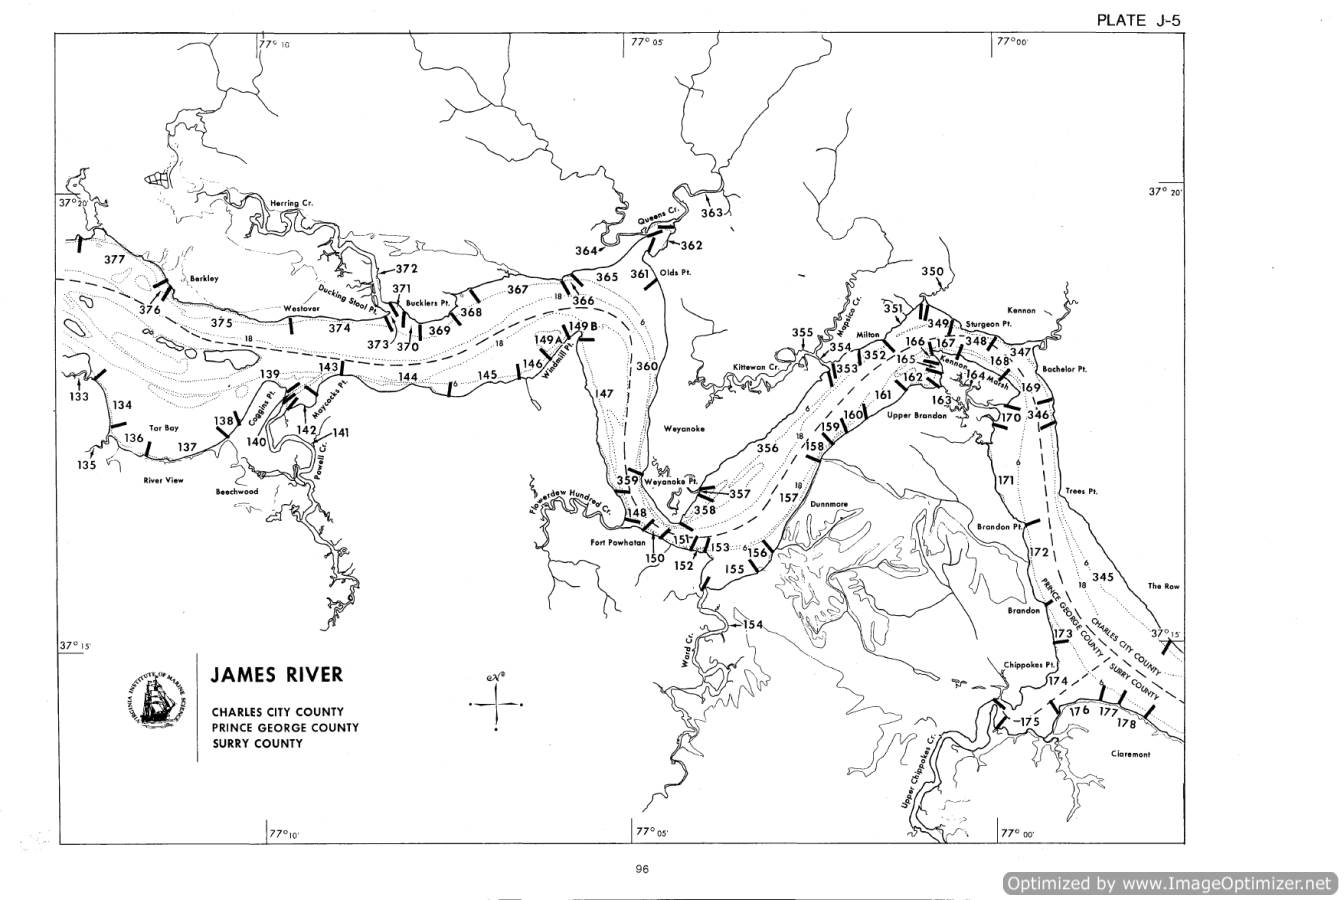 PLATE J-5
77° 10'
77° 05'
77° 00'
37° 20'
37° 20'
Herring Cr.
Queens Cr.
363
364
362
377
Berkley
372
371
361
365
361
Olds Pt.
367
376
Ducking Stool Pt.
Bucklers Pt.
18
366
350
Westover
368
Mapsico Cr.
351
Kennon
375
374
369
6
355
354
Milton
349
Sturgeon Pt.
373
370
149B
18
18
149A
352
166
167
348
347
Windmill Pt.
165
Kennon
168
139
143
144
146
145
6
360
Kittewan Cr.
353
162
164
Marsh
Bachelor Pt.
133
134
Coggins Pt.
Maycocks Pt.
147
161
163
169
6
138
Tar Bay
160
Upper Brandon
170
346
136
137
140
142
141
Weyanoke
18
159
135
356
158
River View
Beechwood
Powell Cr.
359
Weyanoke Pt.
6
171
Flowerdew Hundred Cr.
357
157
18
Trees Pt.
358
Dunnmore
148
Fort Powhatan
151
153
6
156
Brandon Pt.
150
152
172
155
6
345
18
The Row
PRINCE GEORGE COUNTY
CHARLES CITY COUNTY
Brandon
154
173
37° 15'
37° 15'
Ward Cr.
Chippokes Pt.
SURRY COUNTY
174
6
VIRGINIA INSTITUTE OF MARINE SCIENCE
JAMES RIVER
CHARLES CITY COUNTY
PRINCE GEORGE COUNTY
SURRY COUNTY
175
176
177
178
Claremont
Upper Chippokes Cr.
77° 10'
77° 05'
77° 00'
96
Optimized by www.ImageOptimizer.net